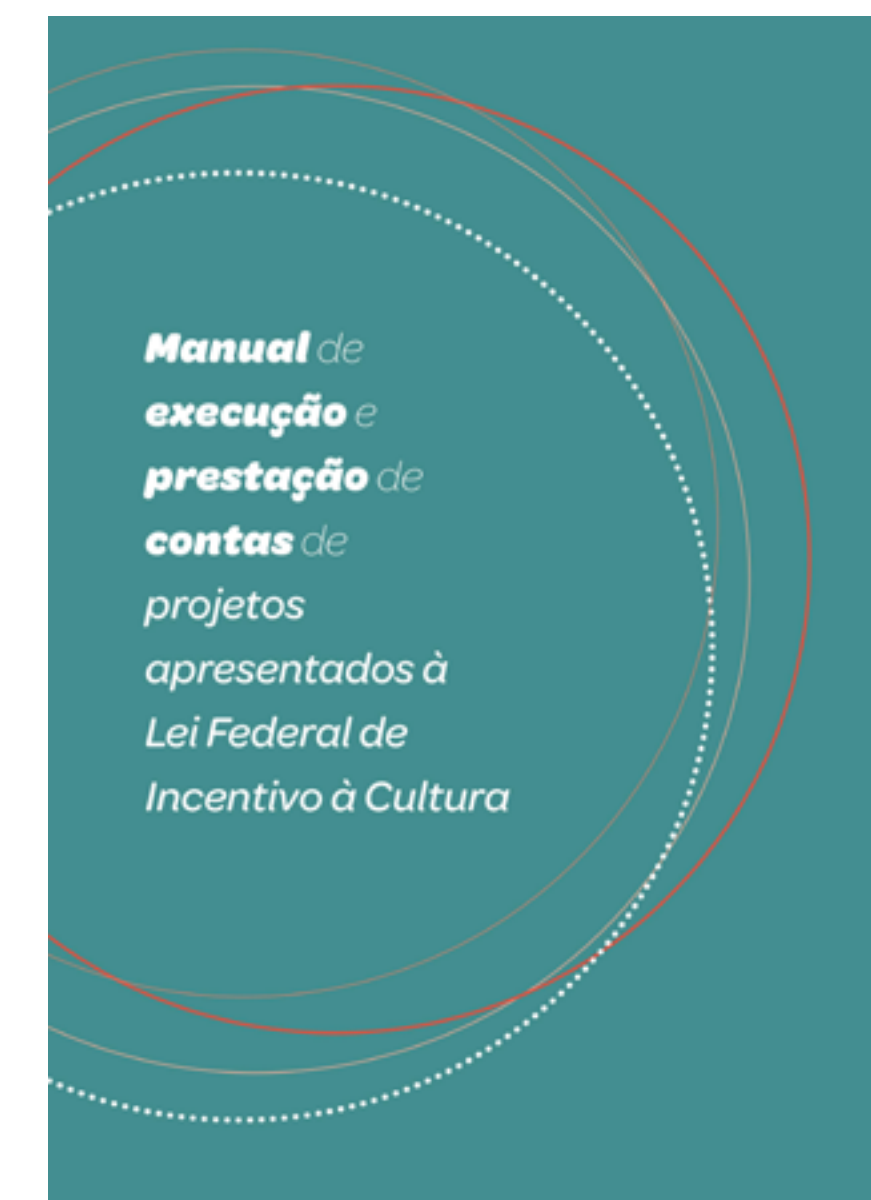 Manual de
execução e
prestação de
contas de
projetos
apresentados à
Lei Federal de
Incentivo à Cultura